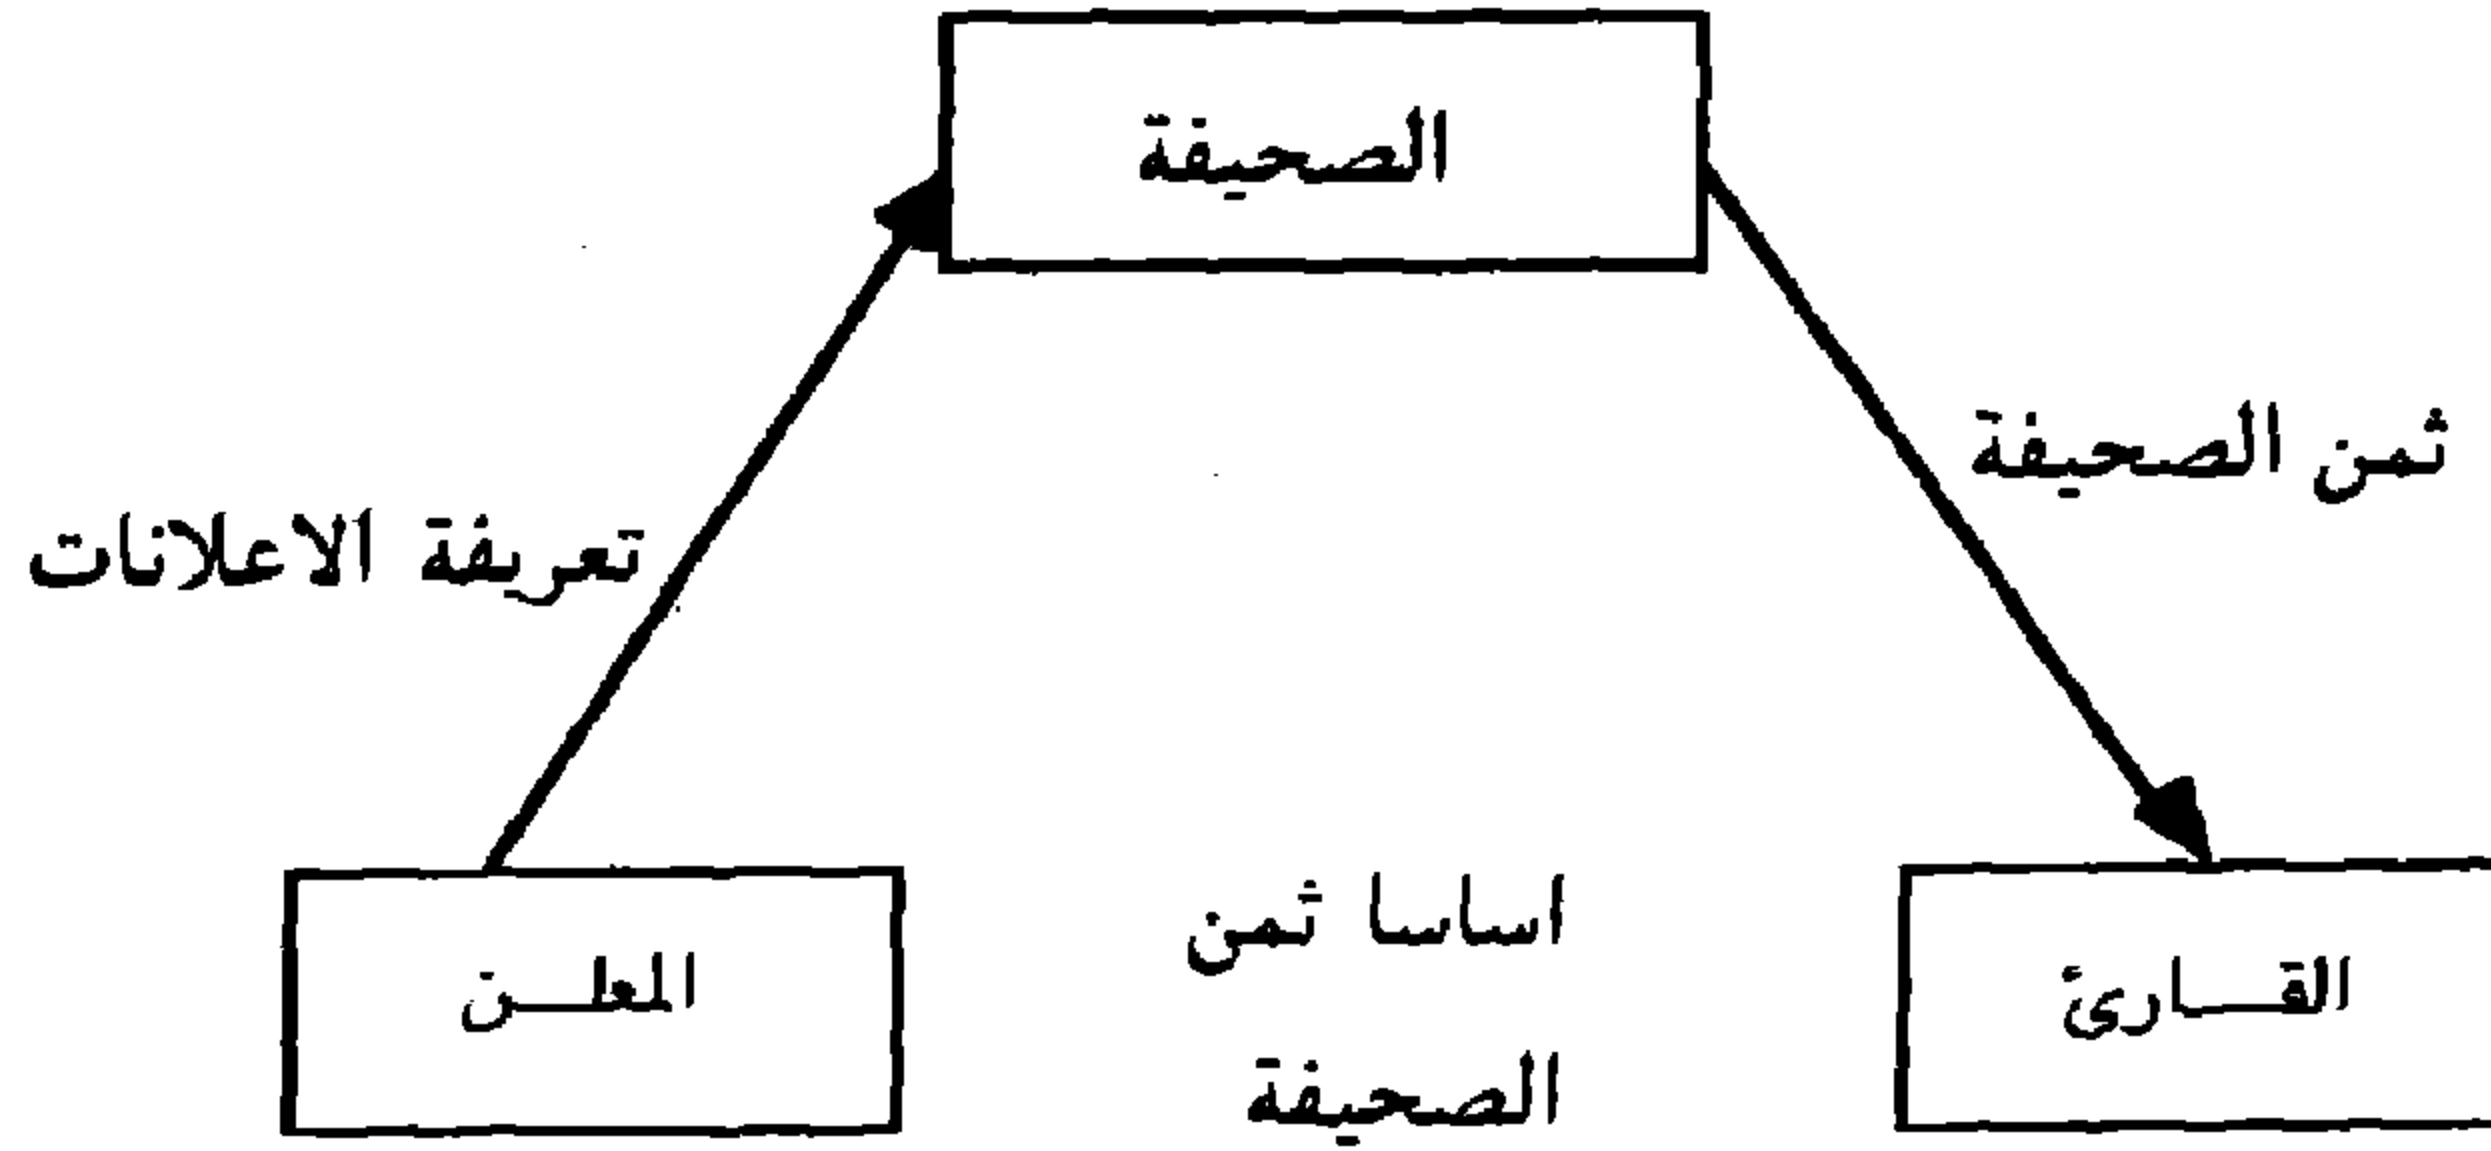 الصحيفة
ثمن الصحيفة
تعريفة الاعلانات
القـــارئ
اساسا ثمن
الصحيفة
المعلـــن